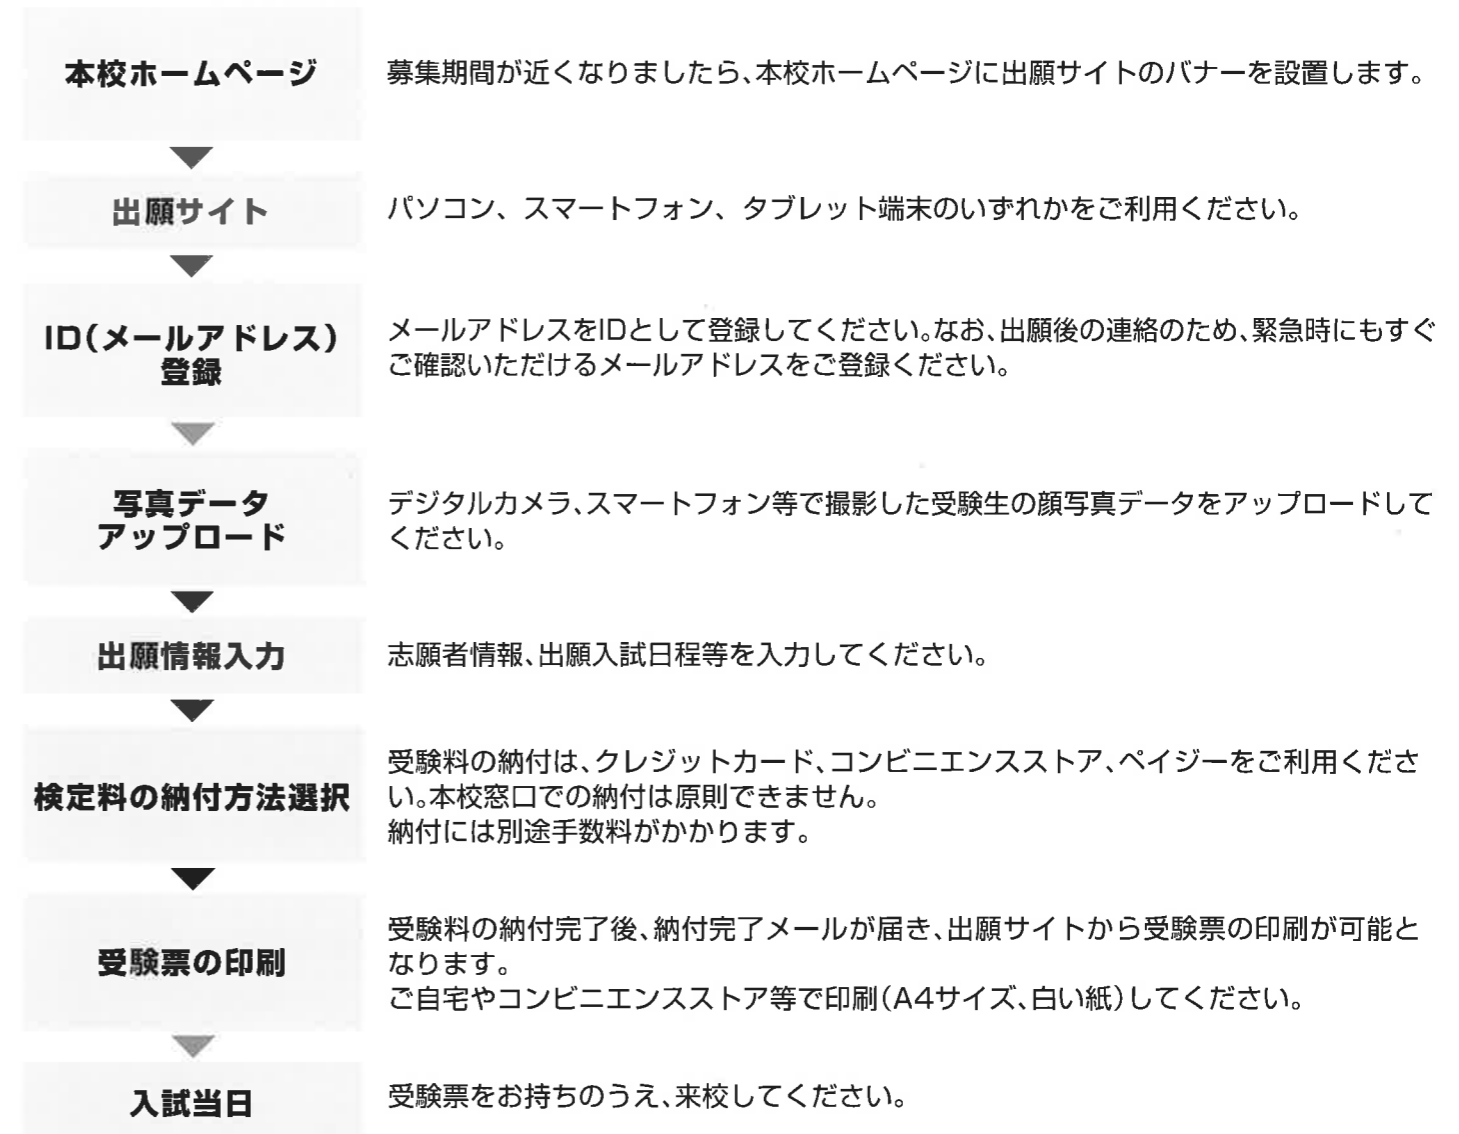 本校ホームページ
募集期間が近くなりましたら、本校ホームページに出願サイトのバナーを設置します。
出願サイト
パソコン、スマートフォン、タブレット端末のいずれかをご利用ください。
ID(メールアドレス)
登録
メールアドレスをIDとして登録してください。なお、出願後の連絡のため、緊急時にもすぐ
ご確認いただけるメールアドレスをご登録ください。
写真データ
アップロード
デジタルカメラ、スマートフォン等で撮影した受験生の顔写真データをアップロードして
ください。
出願情報入力
志願者情報、出願入試日程等を入力してください。
検定料の納付方法選択
受験料の納付は、クレジットカード、コンビニエンスストア、ペイジーをご利用くださ
い。本校窓口での納付は原則できません。
納付には別途手数料がかかります。
受験票の印刷
受験料の納付完了後、納付完了メールが届き、出願サイトから受験票の印刷が可能と
なります。
ご自宅やコンビニエンスストア等で印刷(A4サイズ、白い紙)してください。
入試当日
受験票をお持ちのうえ、来校してください。